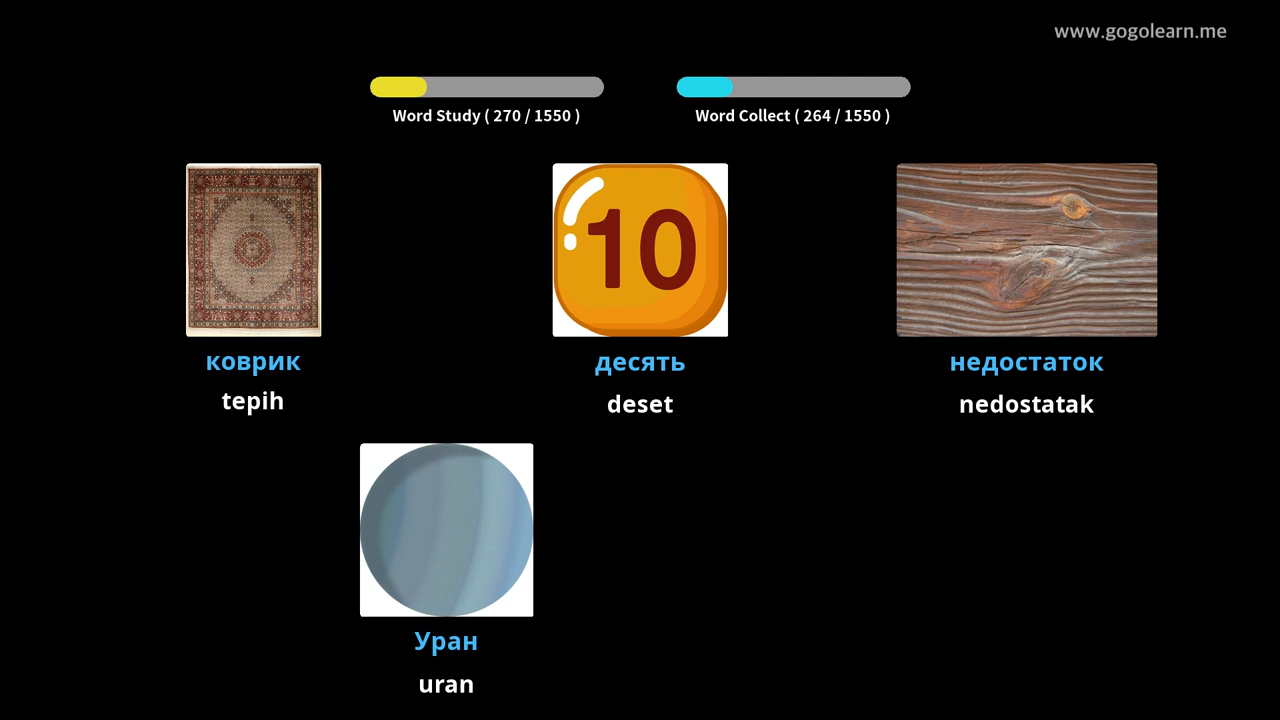 www.gogolearn.me
Word Study ( 270 / 1550 )
Word Collect ( 264 / 1550 )
10
коврик
десять
недостаток
tepih
deset
nedostatak
Уран
uran